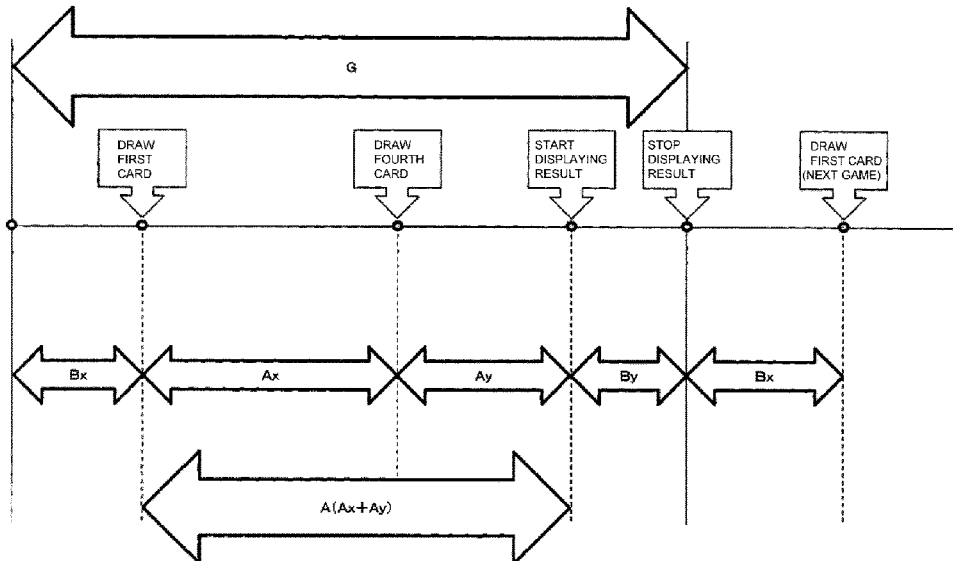 G
DRAW
FIRST
CARD
DRAW
FOURTH
CARD
START
DISPLAYING
RESULT
STOP
DISPLAYING
RESULT
DRAW
FIRST CARD
(NEXT GAME)
Bx
Ax
Ay
By
Bx
A(Ax+Ay)